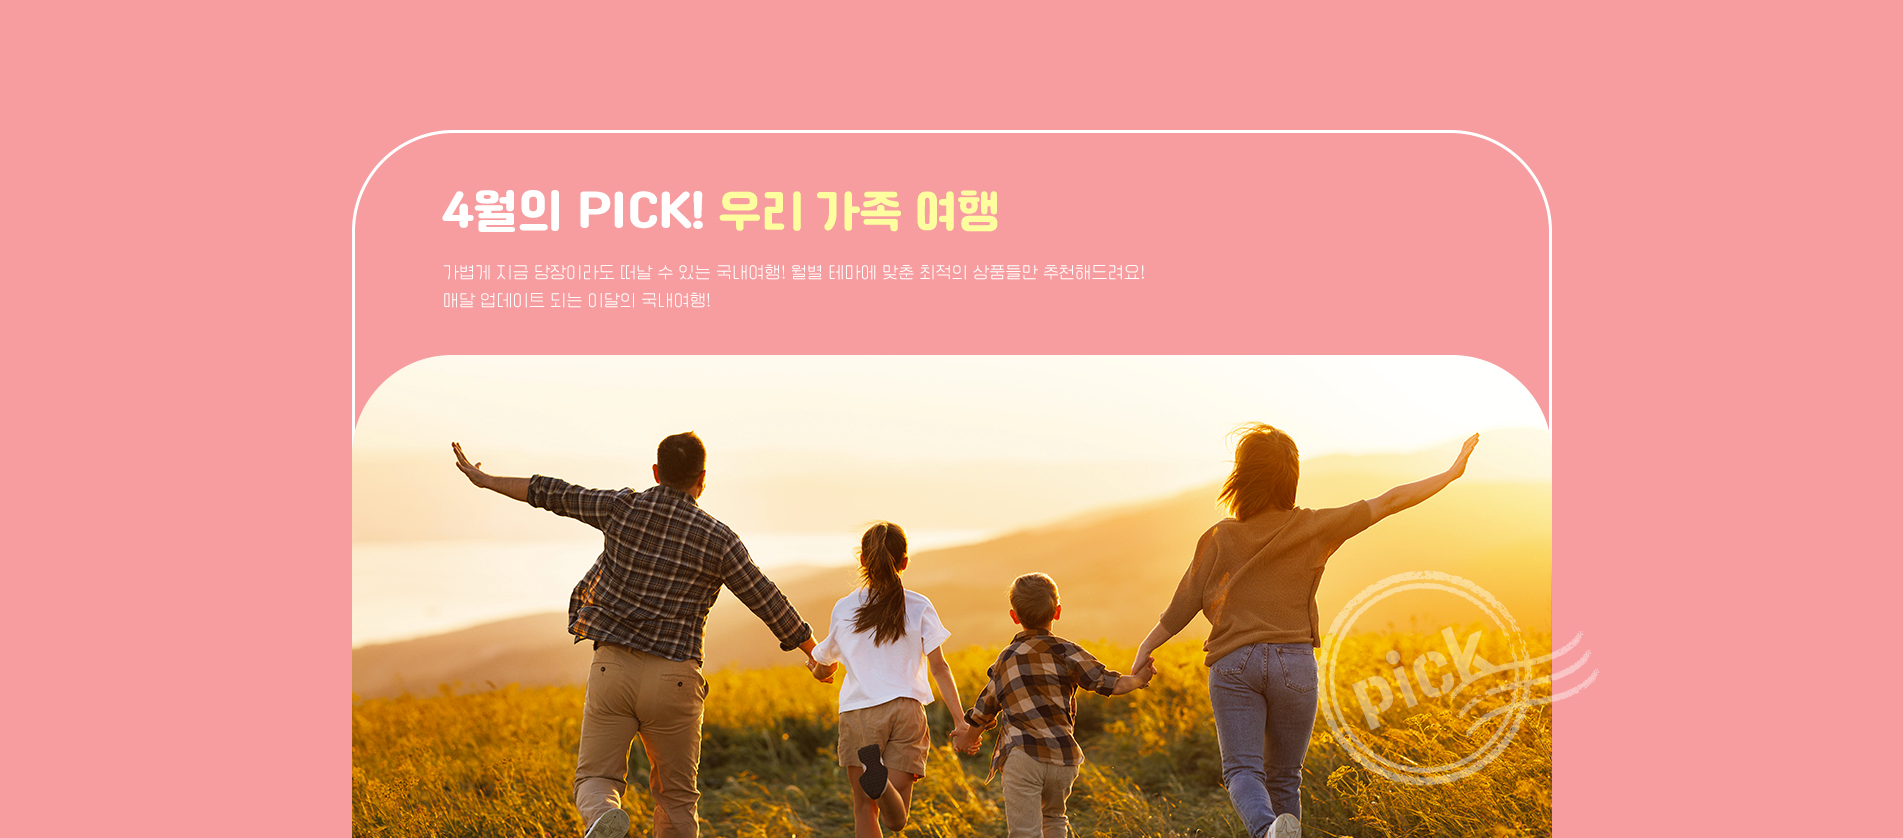 4월의 PICK! 우리 가족 여행
가볍게 지금 당장이라도 떠날 수 있는 국내여행! 월별 테마에 맞춘 최적의 상품들만 추천해드려요!
매달 업데이트 되는 이달의 국내여행!
pick